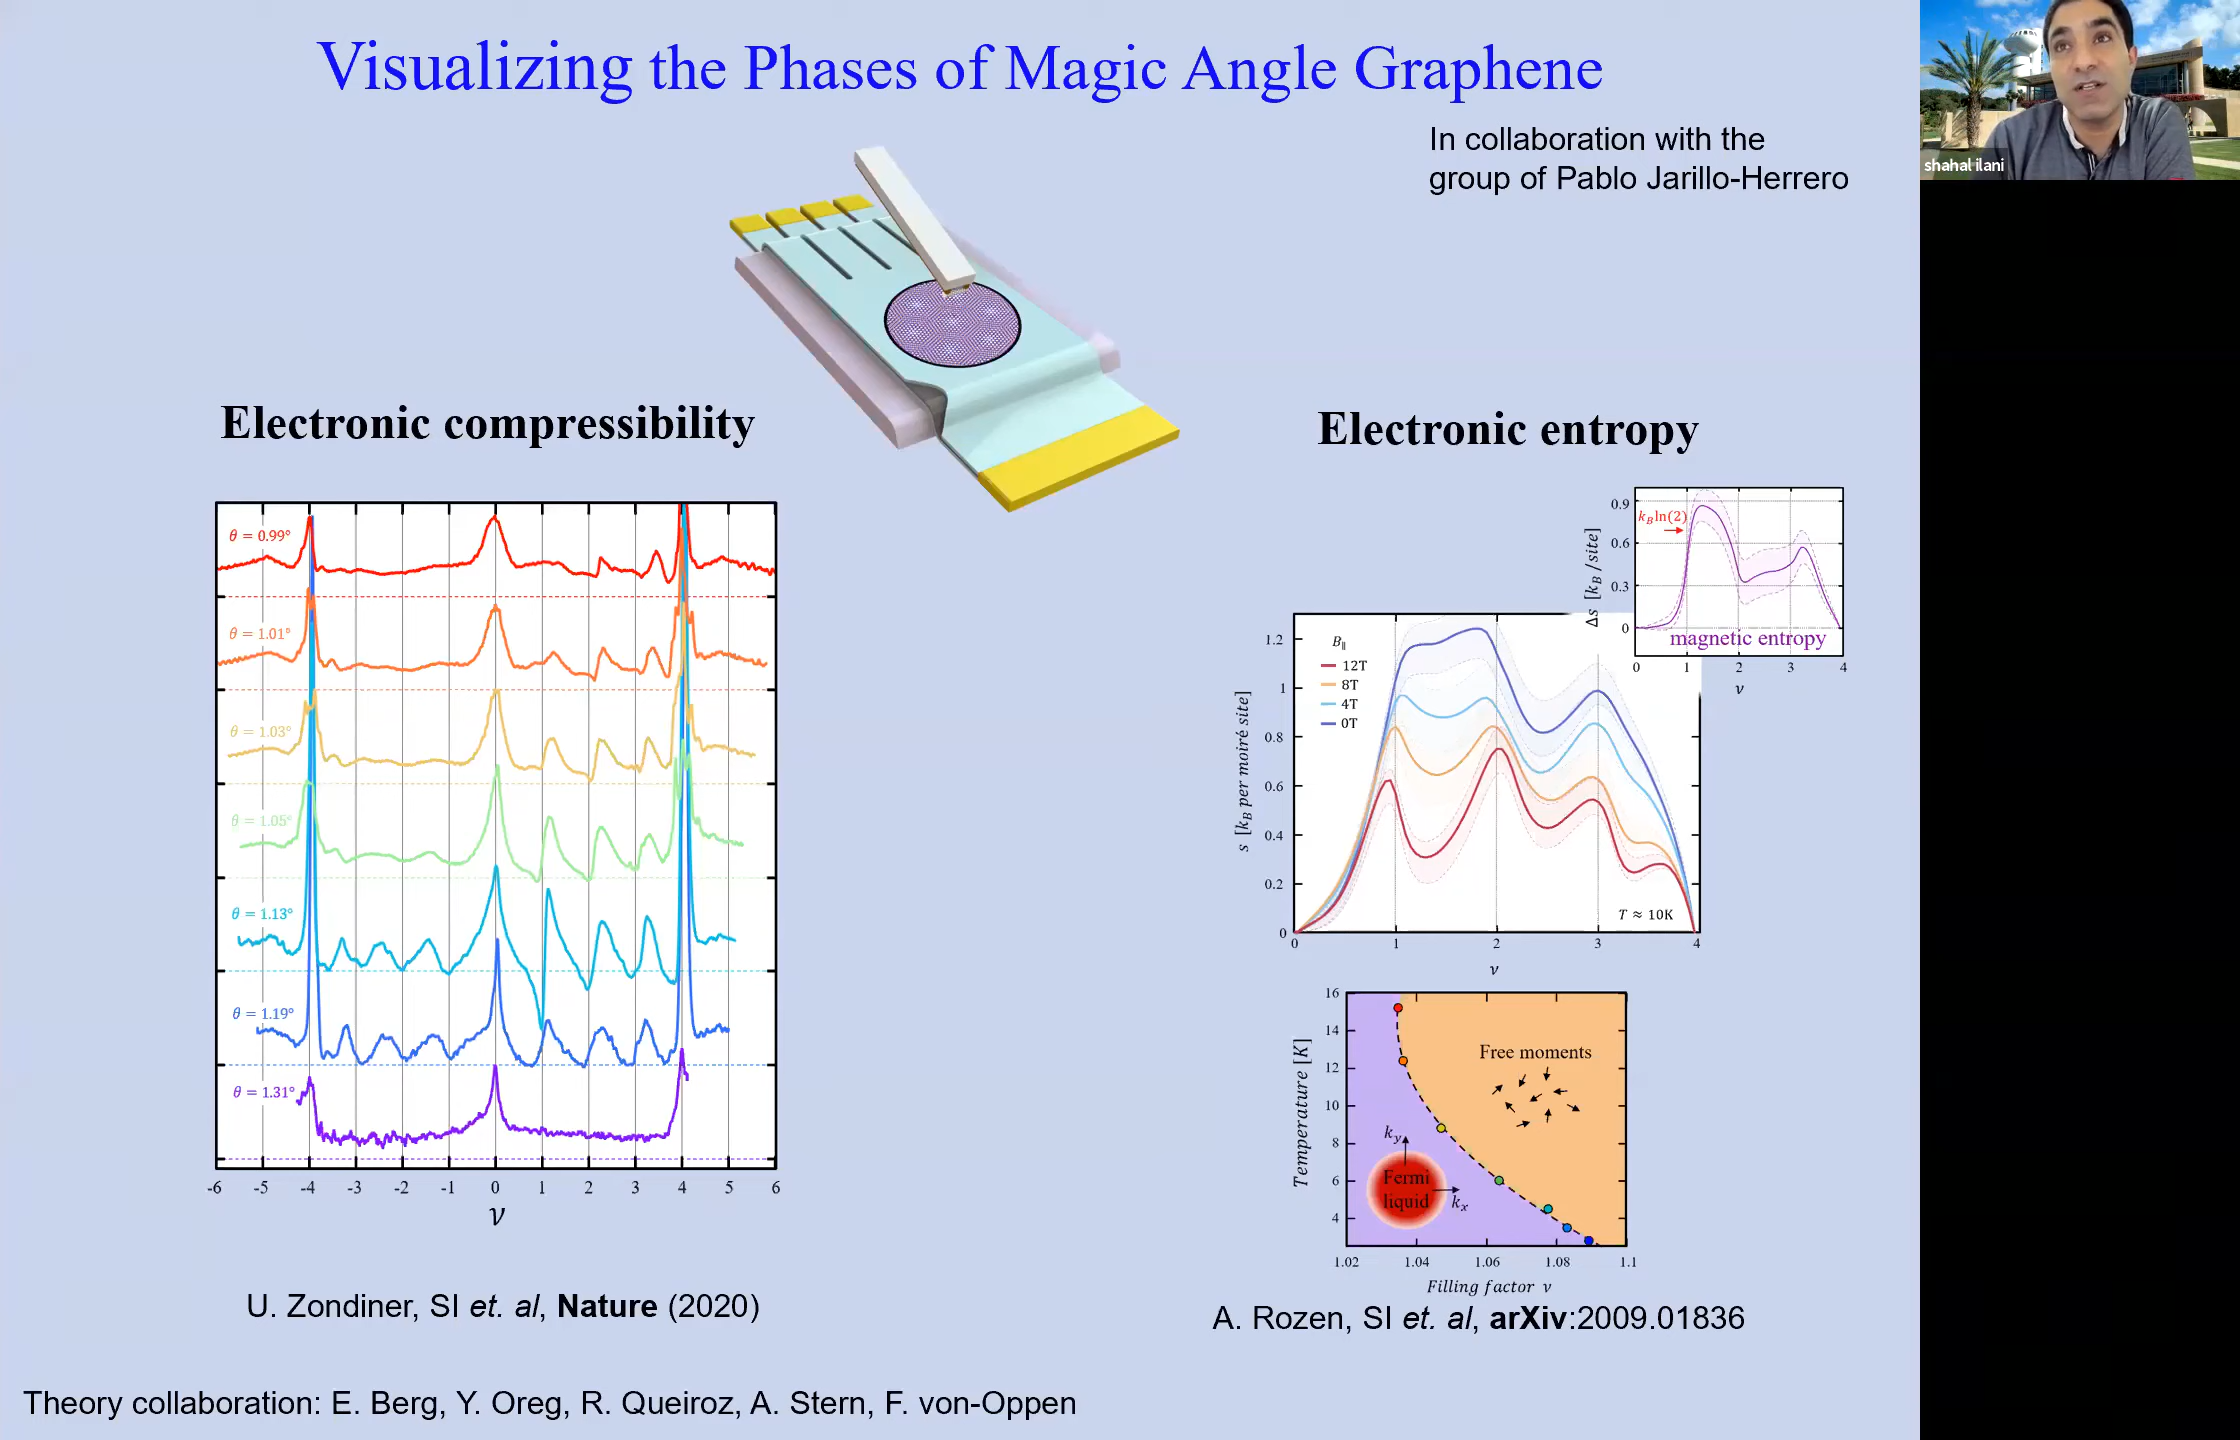 Visualizing the Phases of Magic Angle Graphene
In collaboration with the
group of Pablo Jarillo-Herrero
shahal ilani
Electronic compressibility
θ = 0.99°
θ = 1.01°
θ = 1.03°
θ = 1.05°
θ = 1.13°
θ = 1.19°
θ = 1.31°
-6 -5 -4 -3 -2 -1 0 1 2 3 4 5 6
ν
U. Zondiner, SI et. al, Nature (2020)
Electronic entropy
Δs [k_B /site]
0.9
0.6
0.3
0
k_B ln(2)
magnetic entropy
0 1 2 3 4
ν
s [k_B per moiré site]
1.2
1
0.8
0.6
0.4
0.2
0
B∥
12T
8T
4T
0T
T ≈ 10K
0 1 2 3 4
ν
Temperature [K]
16
14
12
10
8
6
4
Free moments
k_y
Fermi
liquid
k_x
1.02 1.04 1.06 1.08 1.1
Filling factor ν
A. Rozen, SI et. al, arXiv:2009.01836
Theory collaboration: E. Berg, Y. Oreg, R. Queiroz, A. Stern, F. von-Oppen